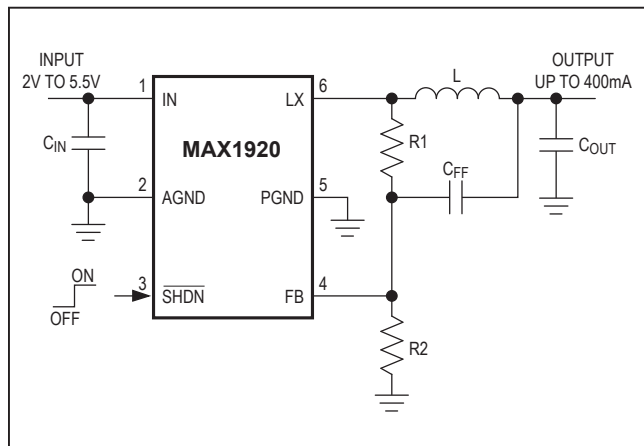 INPUT
2V TO 5.5V
OUTPUT
UP TO 400mA
1
IN
LX
6
L
CIN
MAX1920
R1
COUT
CFF
2
AGND
PGND
5
ON
OFF
3
SHDN
FB
4
R2